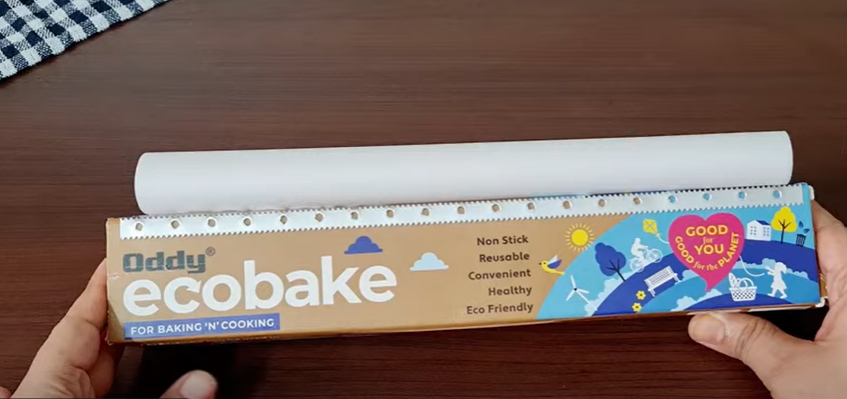 Oddy®
ecobake
FOR BAKING 'N' COOKING
Non Stick
Reusable
Convenient
Healthy
Eco Friendly
GOOD
for
YOU
GOOD for the PLANET